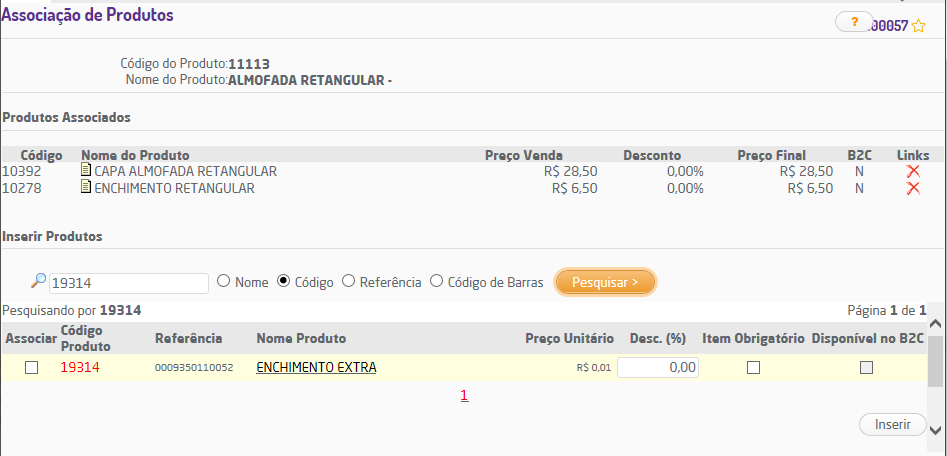 Associação de Produtos
? 00057
Código do Produto:11113
Nome do Produto:ALMOFADA RETANGULAR -
Produtos Associados
Código Nome do Produto Preço Venda Desconto Preço Final B2C Links
10392 CAPA ALMOFADA RETANGULAR R$ 28,50 0,00% R$ 28,50 N
10278 ENCHIMENTO RETANGULAR R$ 6,50 0,00% R$ 6,50 N
Inserir Produtos
19314 Nome Código Referência Código de Barras Pesquisar >
Pesquisando por 19314 Página 1 de 1
Associar Código Produto Referência Nome Produto Preço Unitário Desc. (%) Item Obrigatório Disponível no B2C
19314 0009350110052 ENCHIMENTO EXTRA R$ 0,01 0,00
1
Inserir